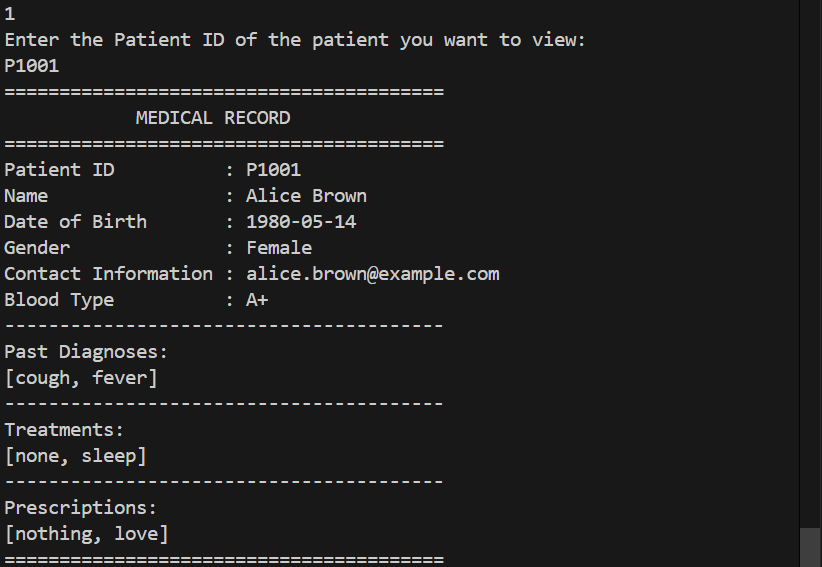 1
Enter the Patient ID of the patient you want to view:
P1001
========================================
            MEDICAL RECORD
========================================
Patient ID          : P1001
Name                : Alice Brown
Date of Birth       : 1980-05-14
Gender              : Female
Contact Information : alice.brown@example.com
Blood Type          : A+
----------------------------------------
Past Diagnoses:
[cough, fever]
----------------------------------------
Treatments:
[none, sleep]
----------------------------------------
Prescriptions:
[nothing, love]
========================================